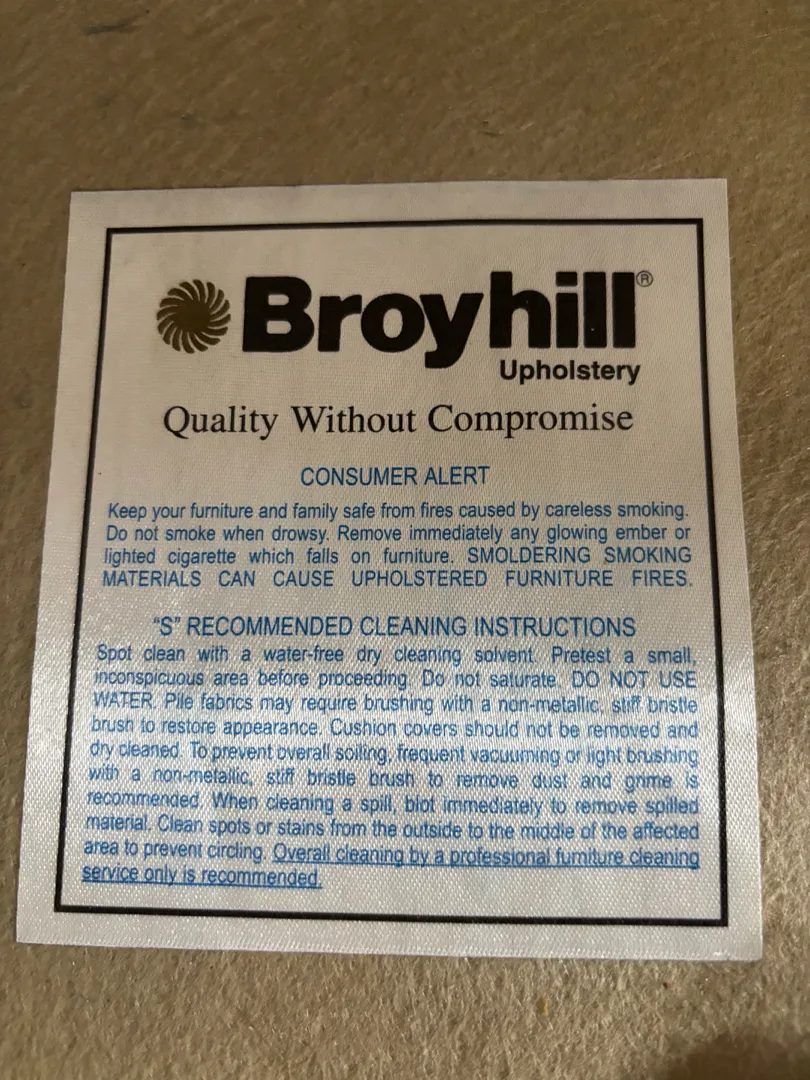 Broyhill®
Upholstery
Quality Without Compromise
CONSUMER ALERT
Keep your furniture and family safe from fires caused by careless smoking.
Do not smoke when drowsy. Remove immediately any glowing ember or
lighted cigarette which falls on furniture. SMOLDERING SMOKING
MATERIALS CAN CAUSE UPHOLSTERED FURNITURE FIRES.
“S” RECOMMENDED CLEANING INSTRUCTIONS
Spot clean with a water-free dry cleaning solvent. Pretest a small,
inconspicuous area before proceeding. Do not saturate. DO NOT USE
WATER. Pile fabrics may require brushing with a non-metallic, stiff bristle
brush to restore appearance. Cushion covers should not be removed and
dry cleaned. To prevent overall soiling, frequent vacuuming or light brushing
with a non-metallic, stiff bristle brush to remove dust and grime is
recommended. When cleaning a spill, blot immediately to remove spilled
material. Clean spots or stains from the outside to the middle of the affected
area to prevent circling. Overall cleaning by a professional furniture cleaning
service only is recommended.